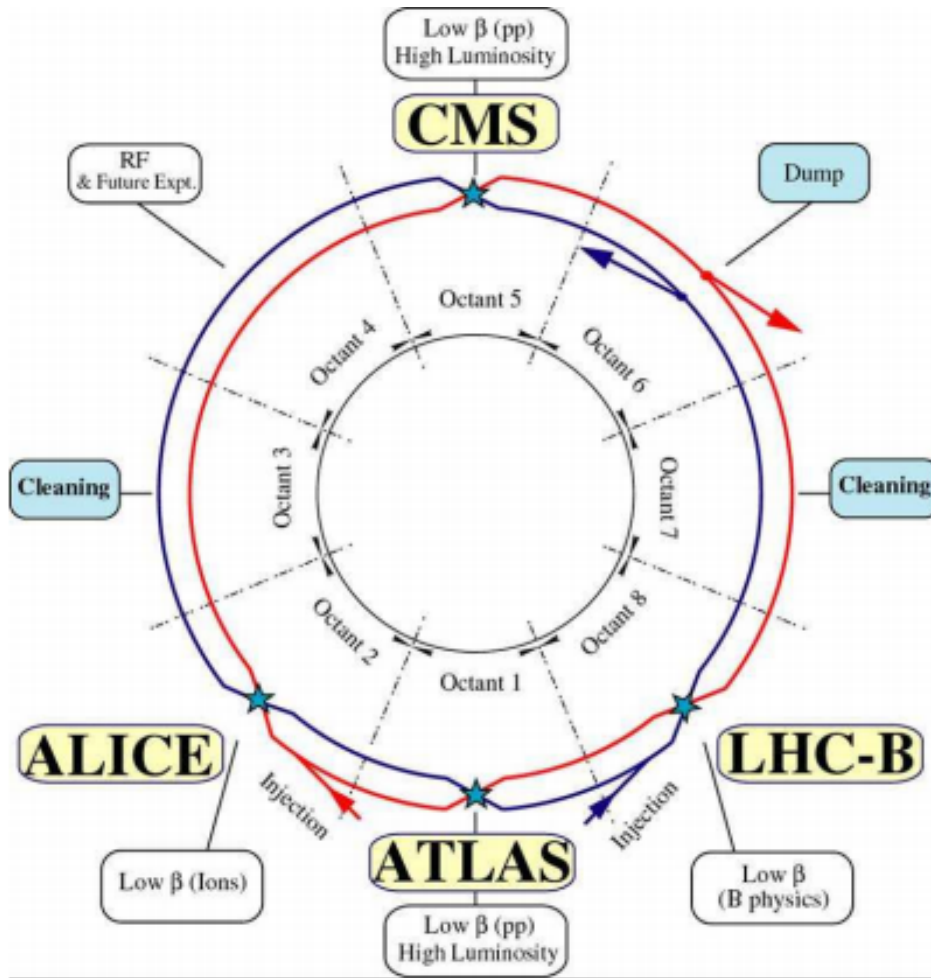 Low β (pp)
High Luminosity
CMS
RF
& Future Expt.
Dump
Octant 5
Octant 4
Octant 6
Cleaning
Octant 3
Octant 7
Cleaning
Octant 2
Octant 8
Octant 1
ALICE
LHC-B
Injection
Injection
ATLAS
Low β (Ions)
Low β
(B physics)
Low β (pp)
High Luminosity